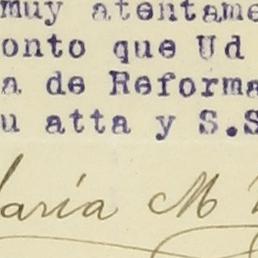 muy atentame
onto que Ud
a de Reforma
u atta y S.S
aría M